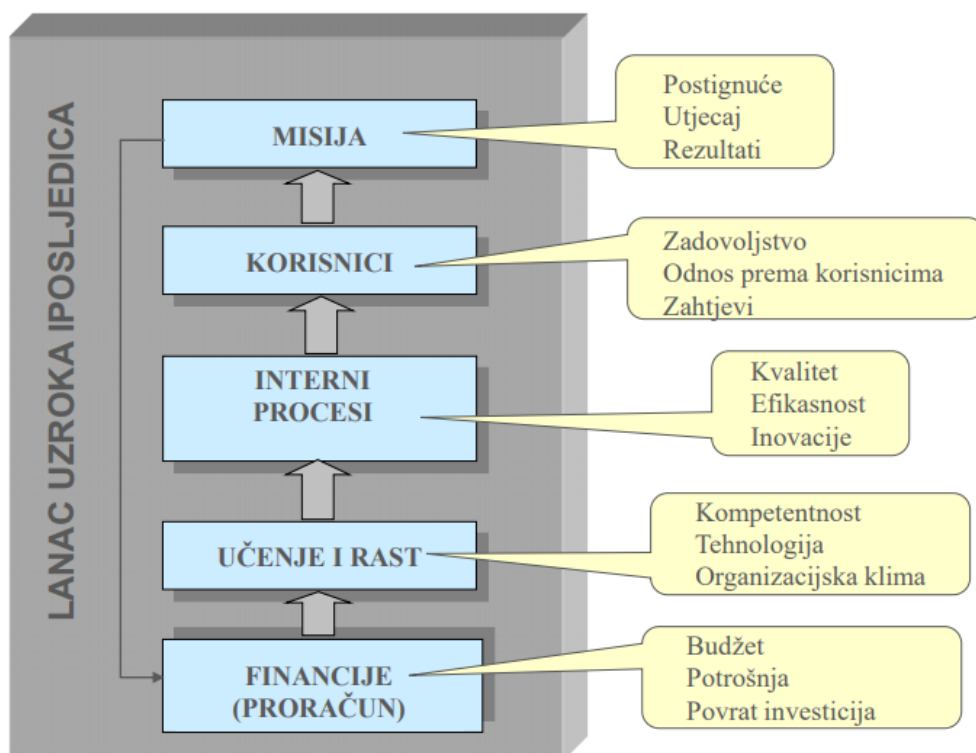 LANAC UZROKA IPOSLJEDICA
MISIJA
Postignuće
Utjecaj
Rezultati
KORISNICI
Zadovoljstvo
Odnos prema korisnicima
Zahtjevi
INTERNI
PROCESI
Kvalitet
Efikasnost
Inovacije
UČENJE I RAST
Kompetentnost
Tehnologija
Organizacijska klima
FINANCIJE
(PRORAČUN)
Budžet
Potrošnja
Povrat investicija